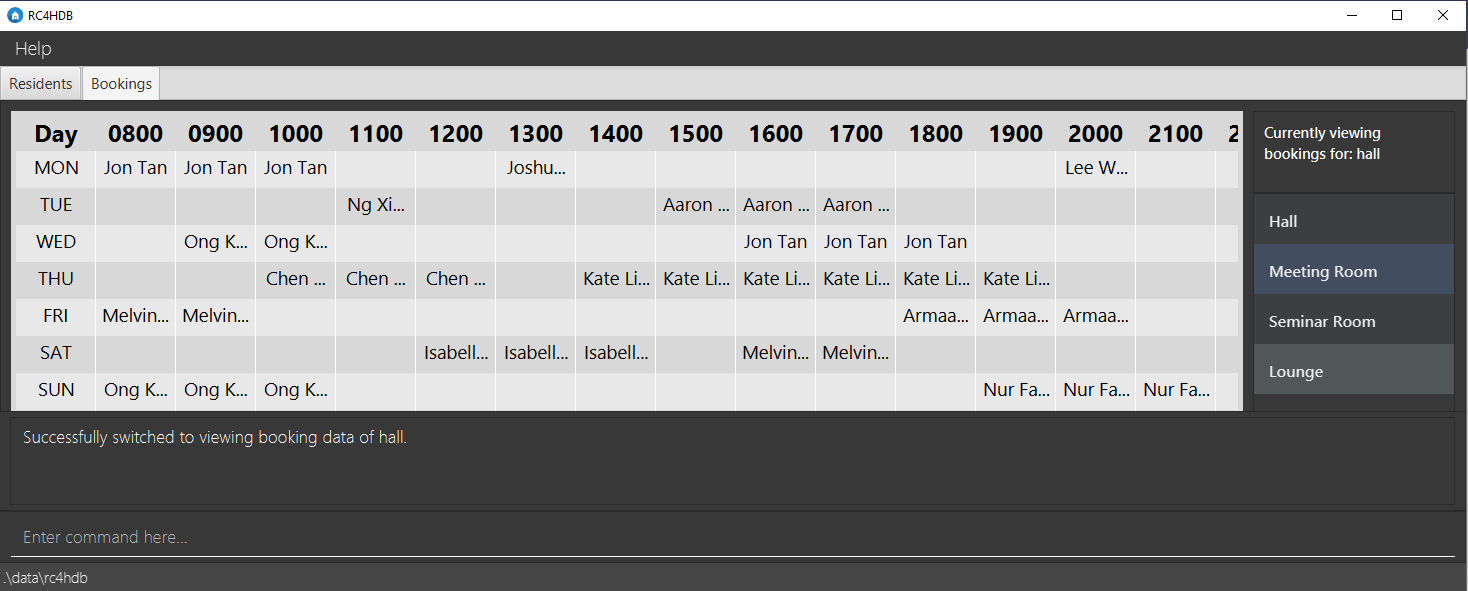 RC4HDB
Help
Residents Bookings
Day 0800 0900 1000 1100 1200 1300 1400 1500 1600 1700 1800 1900 2000 2100
MON Jon Tan Jon Tan Jon Tan Joshu... Lee W...
TUE Ng Xi... Aaron ... Aaron ... Aaron ...
WED Ong K... Ong K... Jon Tan Jon Tan Jon Tan
THU Chen ... Chen ... Chen ... Kate Li... Kate Li... Kate Li... Kate Li... Kate Li... Kate Li...
FRI Melvin... Melvin... Armaa... Armaa... Armaa...
SAT Isabell... Isabell... Isabell... Melvin... Melvin...
SUN Ong K... Ong K... Ong K... Nur Fa... Nur Fa... Nur Fa...
Currently viewing
bookings for: hall
Hall
Meeting Room
Seminar Room
Lounge
Successfully switched to viewing booking data of hall.
Enter command here...
.\data\rc4hdb